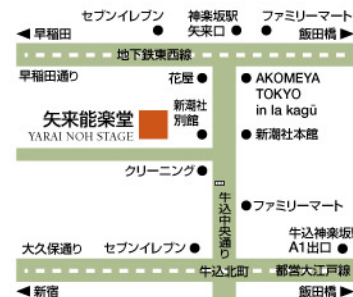 セブンイレブン
神楽坂駅
矢来口
ファミリーマート
早稲田
飯田橋
地下鉄東西線
早稲田通り
花屋
AKOMEYA
TOKYO
in la kagū
矢来能楽堂
YARAI NOH STAGE
新潮社
別館
新潮社本館
クリーニング
牛込中央通り
ファミリーマート
牛込神楽坂駅
A1出口
大久保通り
セブンイレブン
牛込北町
都営大江戸線
新宿
飯田橋